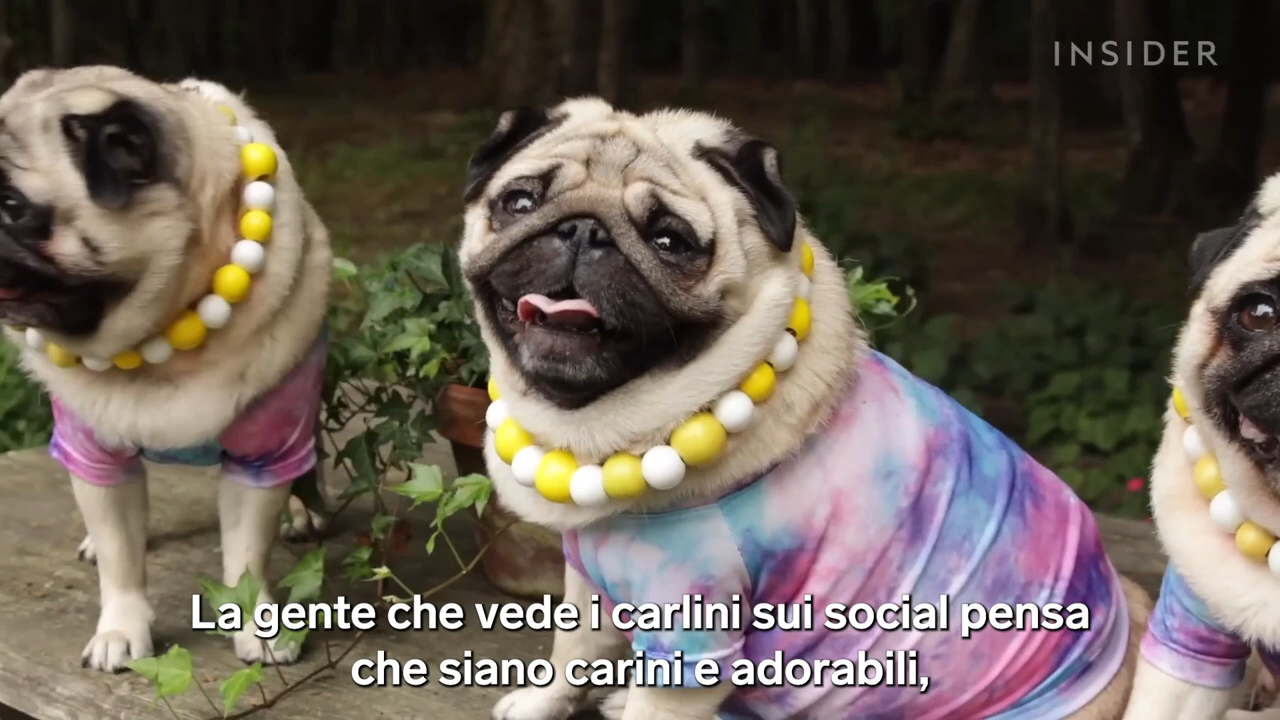 INSIDER
La gente che vede i carlini sui social pensa
che siano carini e adorabili,